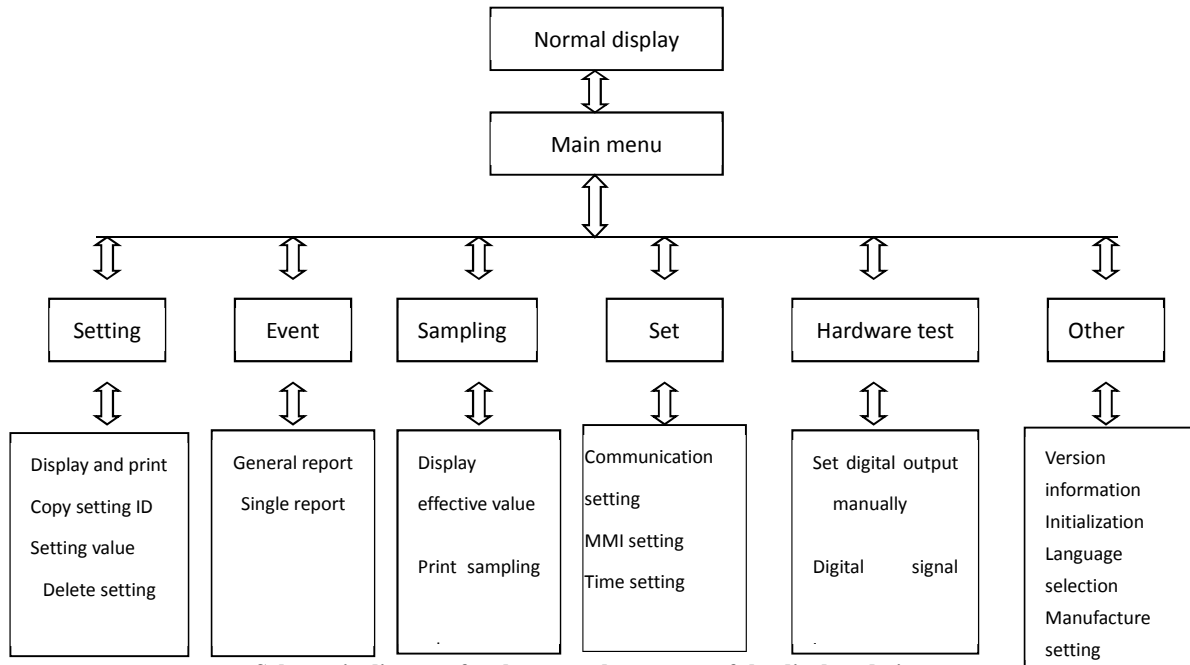 Normal display
Main menu
Setting
Event
Sampling
Set
Hardware test
Other
Display and print
Copy setting ID
Setting value
Delete setting
General report
Single report
Display
effective value
Print sampling
Communication
setting
MMI setting
Time setting
Set digital output
manually
Digital signal
Version
information
Initialization
Language
selection
Manufacture
setting